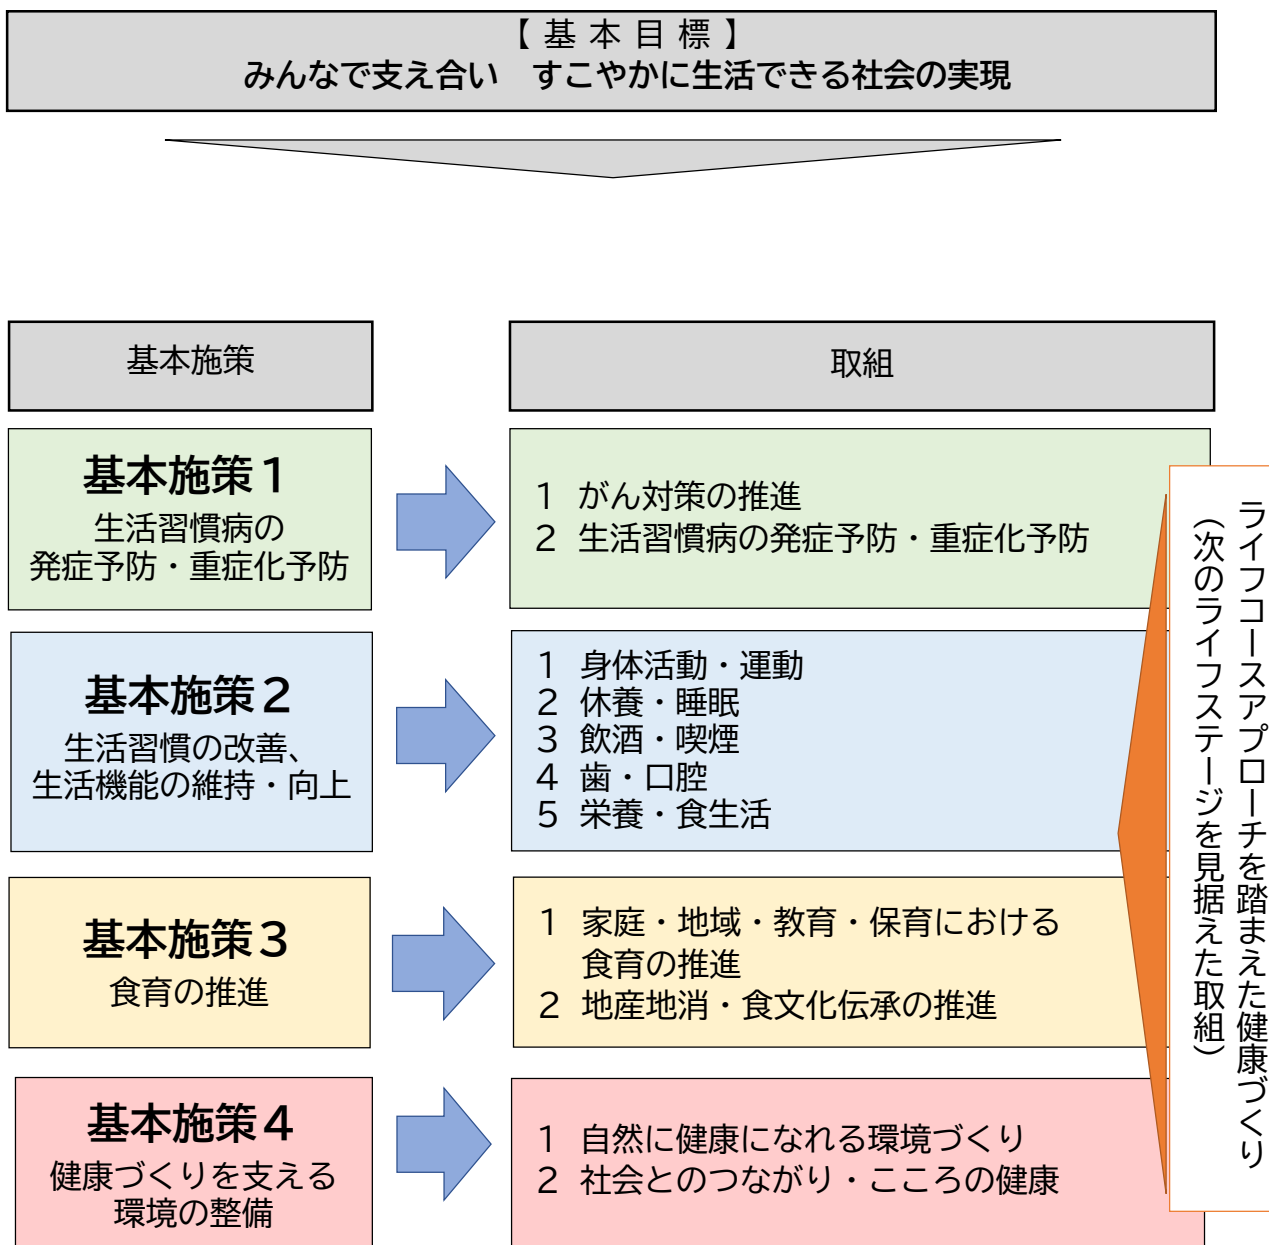 【基本目標】
みんなで支え合い　すこやかに生活できる社会の実現
基本施策
取組
基本施策１
生活習慣病の
発症予防・重症化予防
1 がん対策の推進
2 生活習慣病の発症予防・重症化予防
基本施策２
生活習慣の改善、
生活機能の維持・向上
1 身体活動・運動
2 休養・睡眠
3 飲酒・喫煙
4 歯・口腔
5 栄養・食生活
基本施策３
食育の推進
1 家庭・地域・教育・保育における
食育の推進
2 地産地消・食文化伝承の推進
基本施策４
健康づくりを支える
環境の整備
1 自然に健康になれる環境づくり
2 社会とのつながり・こころの健康
ライフコースアプローチを踏まえた健康づくり
（次のライフステージを見据えた取組）